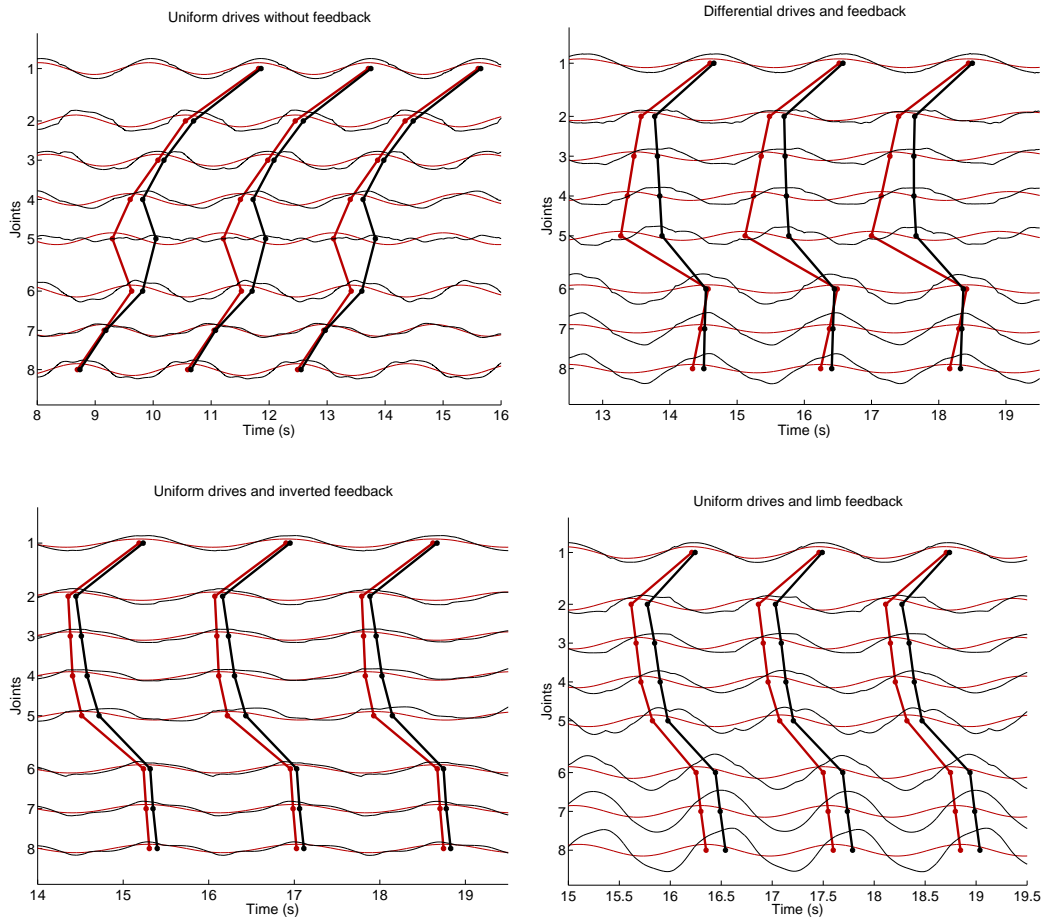 Uniform drives without feedback
Joints
1
2
3
4
5
6
7
8
8 9 10 11 12 13 14 15 16
Time (s)
Differential drives and feedback
Joints
1
2
3
4
5
6
7
8
13 14 15 16 17 18 19
Time (s)
Uniform drives and inverted feedback
Joints
1
2
3
4
5
6
7
8
14 15 16 17 18 19
Time (s)
Uniform drives and limb feedback
Joints
1
2
3
4
5
6
7
8
15 15.5 16 16.5 17 17.5 18 18.5 19 19.5
Time (s)